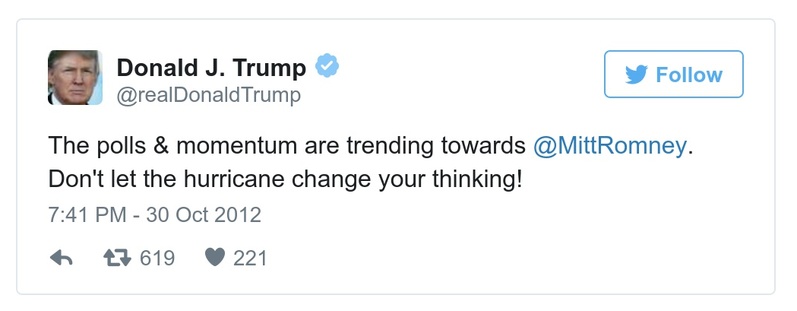 Donald J. Trump
@realDonaldTrump
Follow
The polls & momentum are trending towards @MittRomney.
Don't let the hurricane change your thinking!
7:41 PM - 30 Oct 2012
619 221